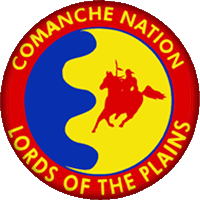 COMANCHE NATION
LORDS OF THE PLAINS